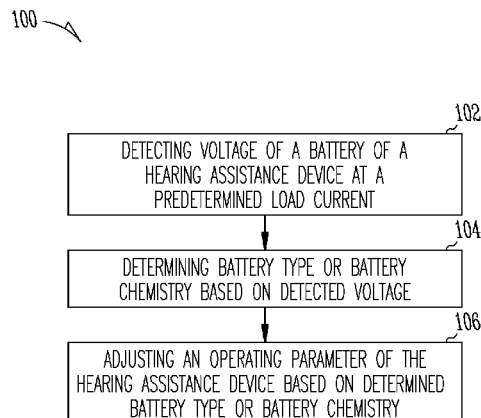 100
102
DETECTING VOLTAGE OF A BATTERY OF A
HEARING ASSISTANCE DEVICE AT A
PREDETERMINED LOAD CURRENT
104
DETERMINING BATTERY TYPE OR BATTERY
CHEMISTRY BASED ON DETECTED VOLTAGE
106
ADJUSTING AN OPERATING PARAMETER OF THE
HEARING ASSISTANCE DEVICE BASED ON DETERMINED
BATTERY TYPE OR BATTERY CHEMISTRY